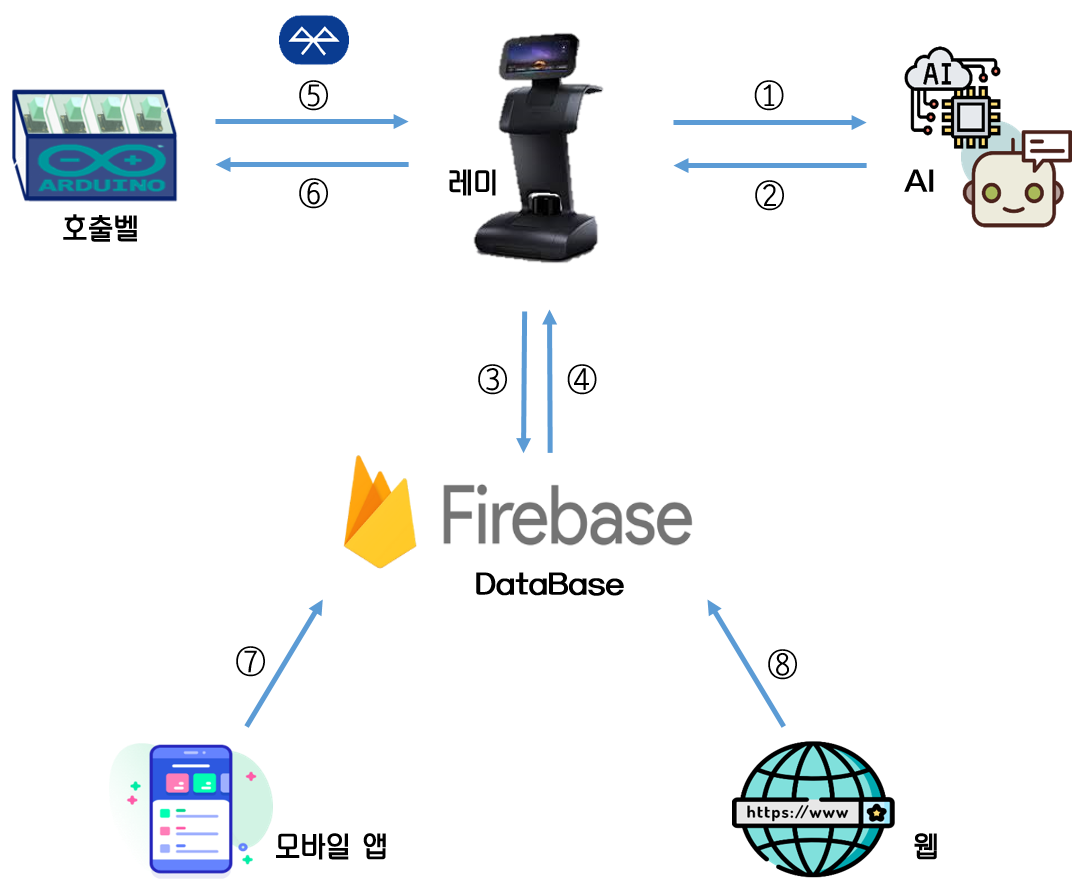 ⑤
①
AI
ARDUINO
레미
AI
⑥
②
호출벨
③
④
Firebase
DataBase
⑦
⑧
https://www
모바일 앱
웹